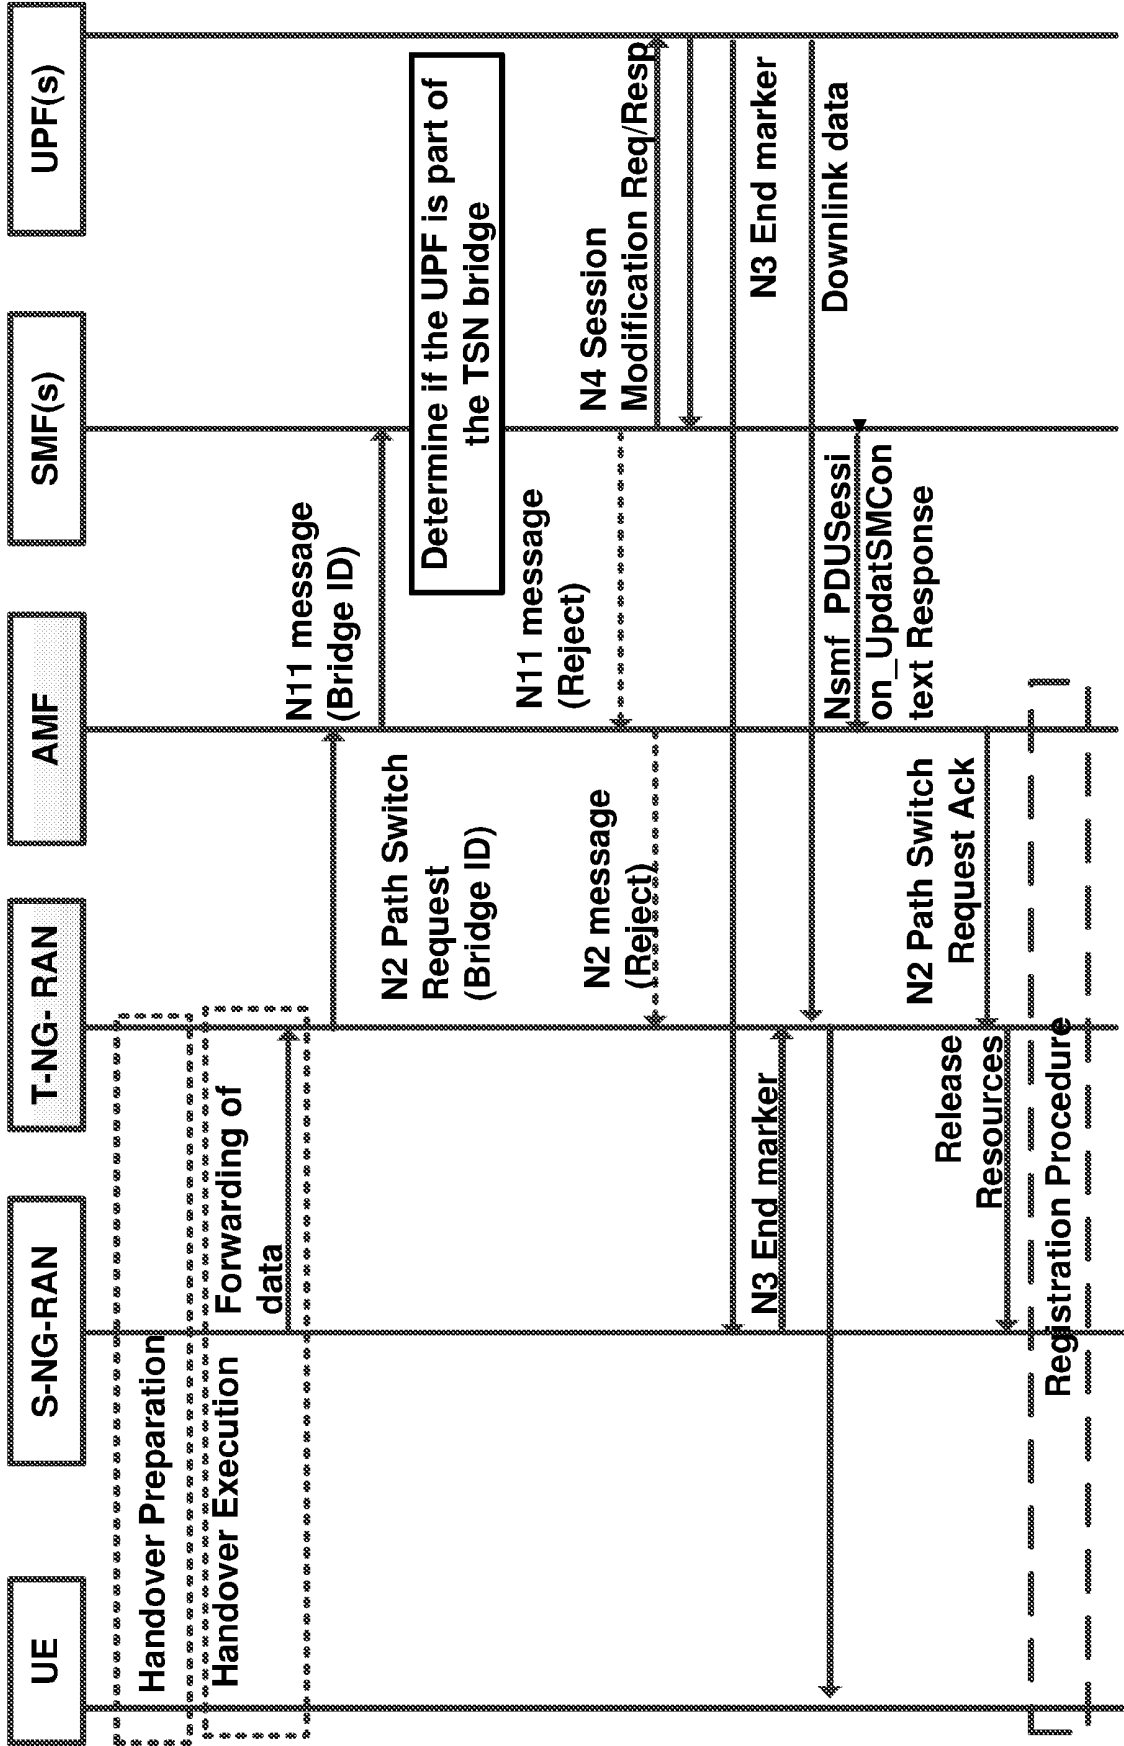 UE
S-NG-RAN
T-NG- RAN
AMF
SMF(s)
UPF(s)
Handover Preparation
Handover Execution
Forwarding of
data
N2 Path Switch
Request
(Bridge ID)
N11 message
(Bridge ID)
Determine if the UPF is part of
the TSN bridge
N11 message
(Reject)
N2 message
(Reject)
N4 Session
Modification Req/Resp
N3 End marker
N3 End marker
Downlink data
Nsmf_PDUSessi
on_UpdatSMCon
text Response
N2 Path Switch
Request Ack
Release
Resources
Registration Procedure